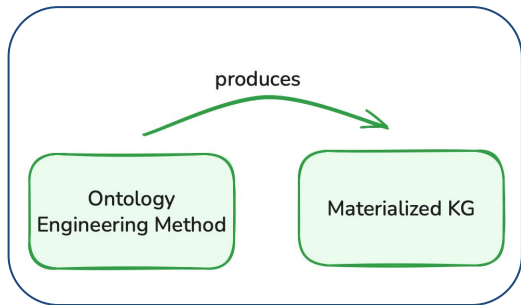 produces
Ontology
Engineering Method
Materialized KG